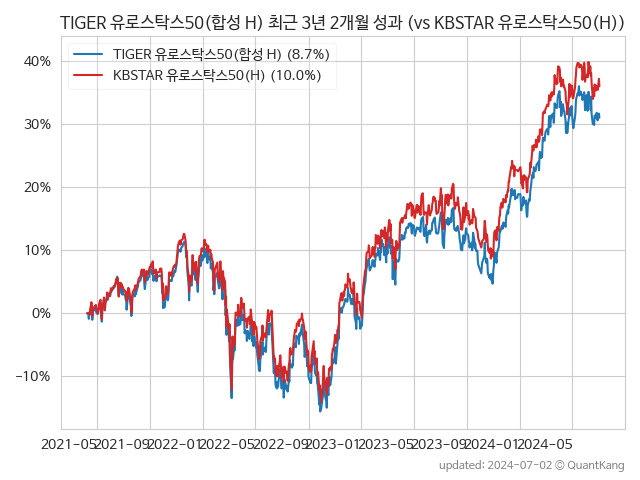 TIGER 유로스탁스50(합성 H) 최근 3년 2개월 성과 (vs KBSTAR 유로스탁스50(H))
TIGER 유로스탁스50(합성 H) (8.7%)
KBSTAR 유로스탁스50(H) (10.0%)
40%
30%
20%
10%
0%
−10%
2021-05 2021-09 2022-01 2022-05 2022-09 2023-01 2023-05 2023-09 2024-01 2024-05
updated: 2024-07-02 © QuantKang